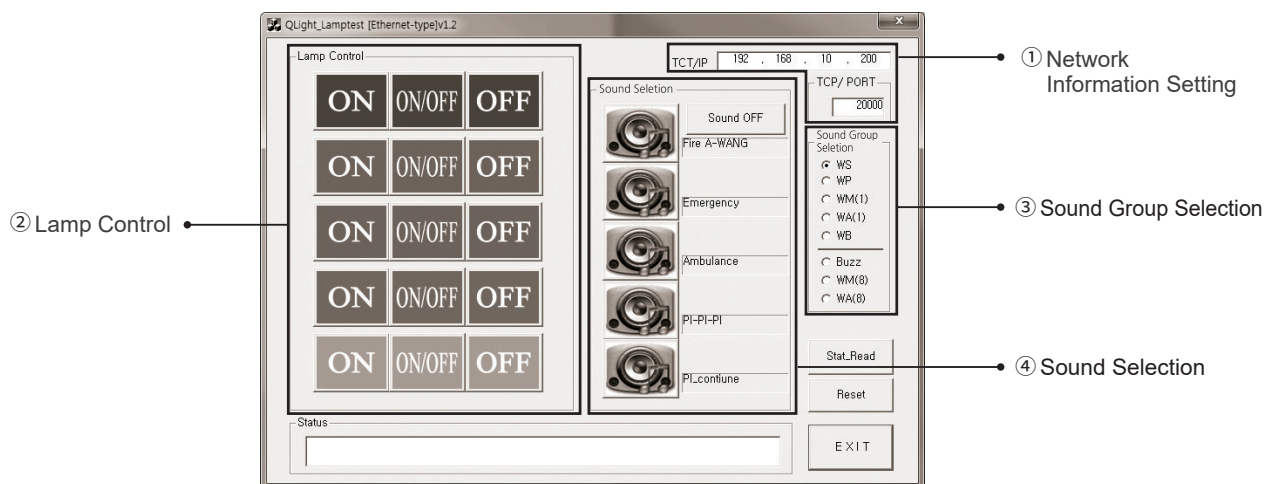 QLight_Lamptest [Ethernet-type]v1.2
x
Lamp Control
ON ON/OFF OFF
ON ON/OFF OFF
ON ON/OFF OFF
ON ON/OFF OFF
ON ON/OFF OFF
② Lamp Control
TCT/IP 192 . 168 . 10 . 200
TCP/ PORT
20000
① Network
Information Setting
Sound Seletion
Sound OFF
Fire A-WANG
Emergency
Ambulance
PI-PI-PI
PI_contiune
Sound Group
Seletion
WS
WP
WM(1)
WA(1)
WB
Buzz
WM(8)
WA(8)
③ Sound Group Selection
④ Sound Selection
Stat_Read
Reset
EXIT
Status